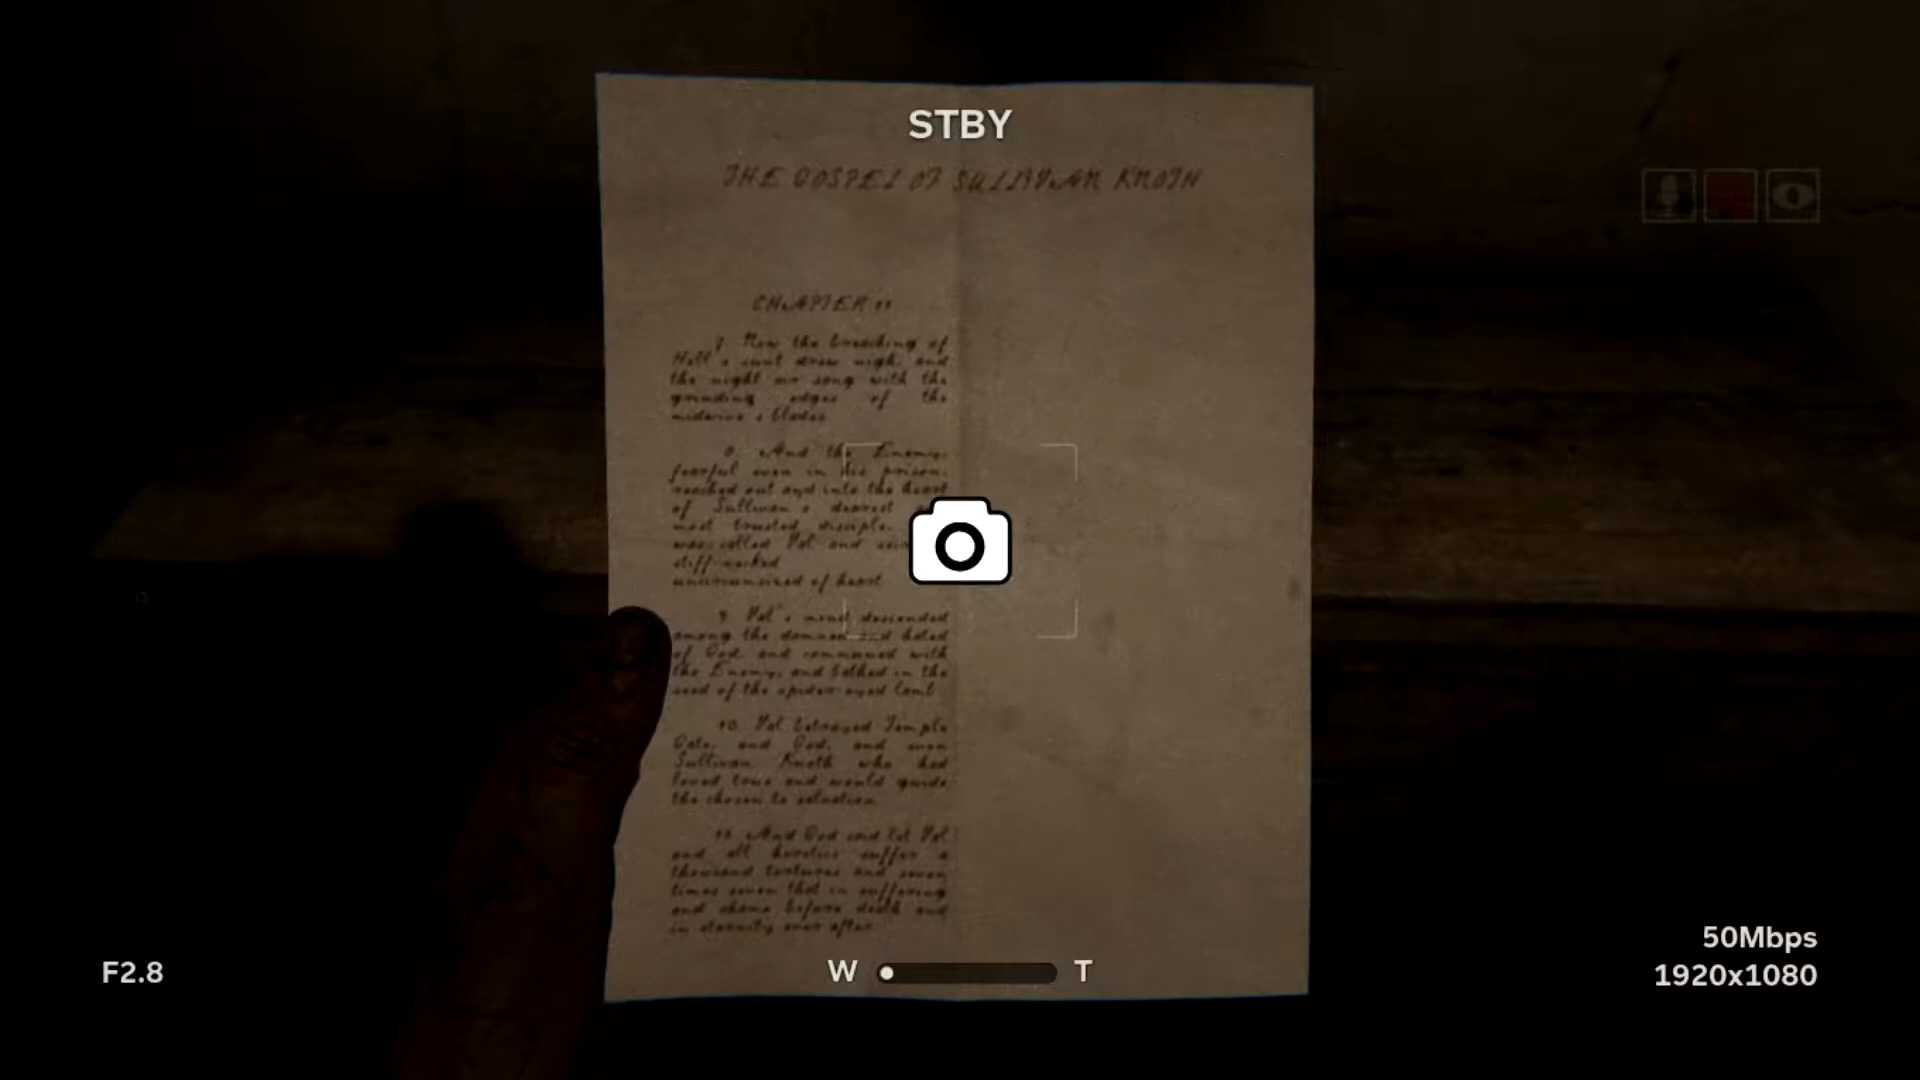 STBY
THE GOSPEL OF SULLIVAN KNOTH
CHAPTER 11
7. Now the breaching of
Hell's cunt drew nigh and
the night air song with the
grinding edges of the
midwive's blades
8. And the Enemy,
fearful even in his prison,
reached out and into the heart
of Sullivan's dearest
most trusted disciple,
was called Val and
stiff-necked
uncircumcised of heart
9. Val's mind descended
among the damned and hated
of God, and communed with
the Enemy, and bathed in the
seed of the spider-eyed lamb
10. Val betrayed Temple
Gate, and God, and even
Sullivan Knoth who had
loved true and would guide
the chosen to salvation.
11. And God said let Val
and all heretics suffer a
thousand tortures and seven
times seven that in suffering
and shame before death and
in eternity ever after
W T
F2.8
50Mbps
1920x1080